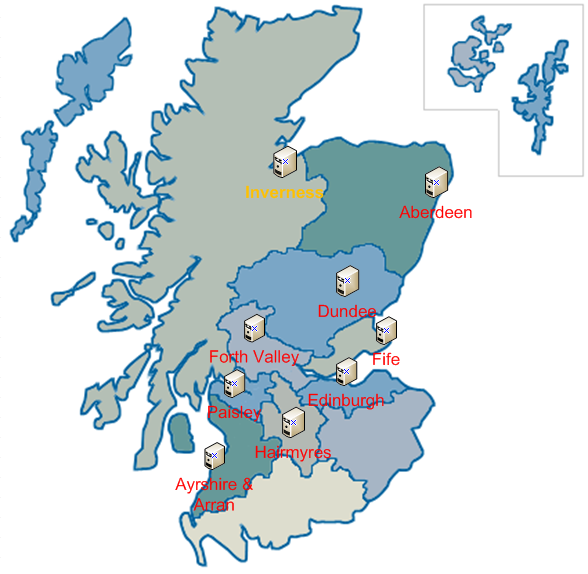 Inverness
Aberdeen
Dundee
Forth Valley
Fife
Paisley
Edinburgh
Hairmyres
Ayrshire &
Arran